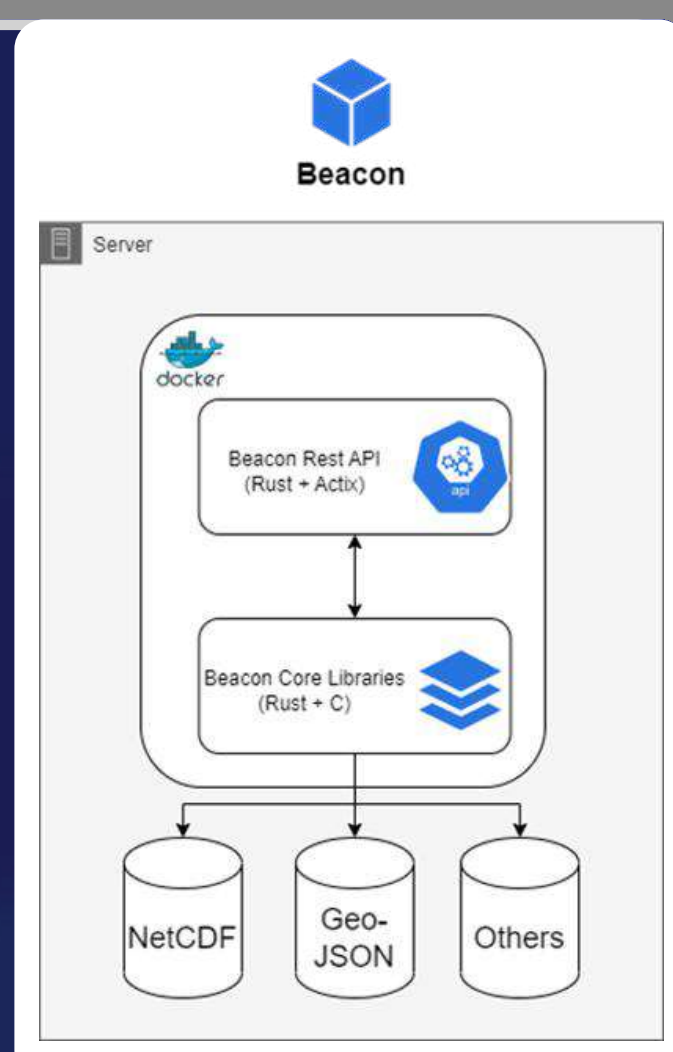 Beacon
Server
docker
Beacon Rest API
(Rust + Actix)
api
Beacon Core Libraries
(Rust + C)
NetCDF
Geo-
JSON
Others